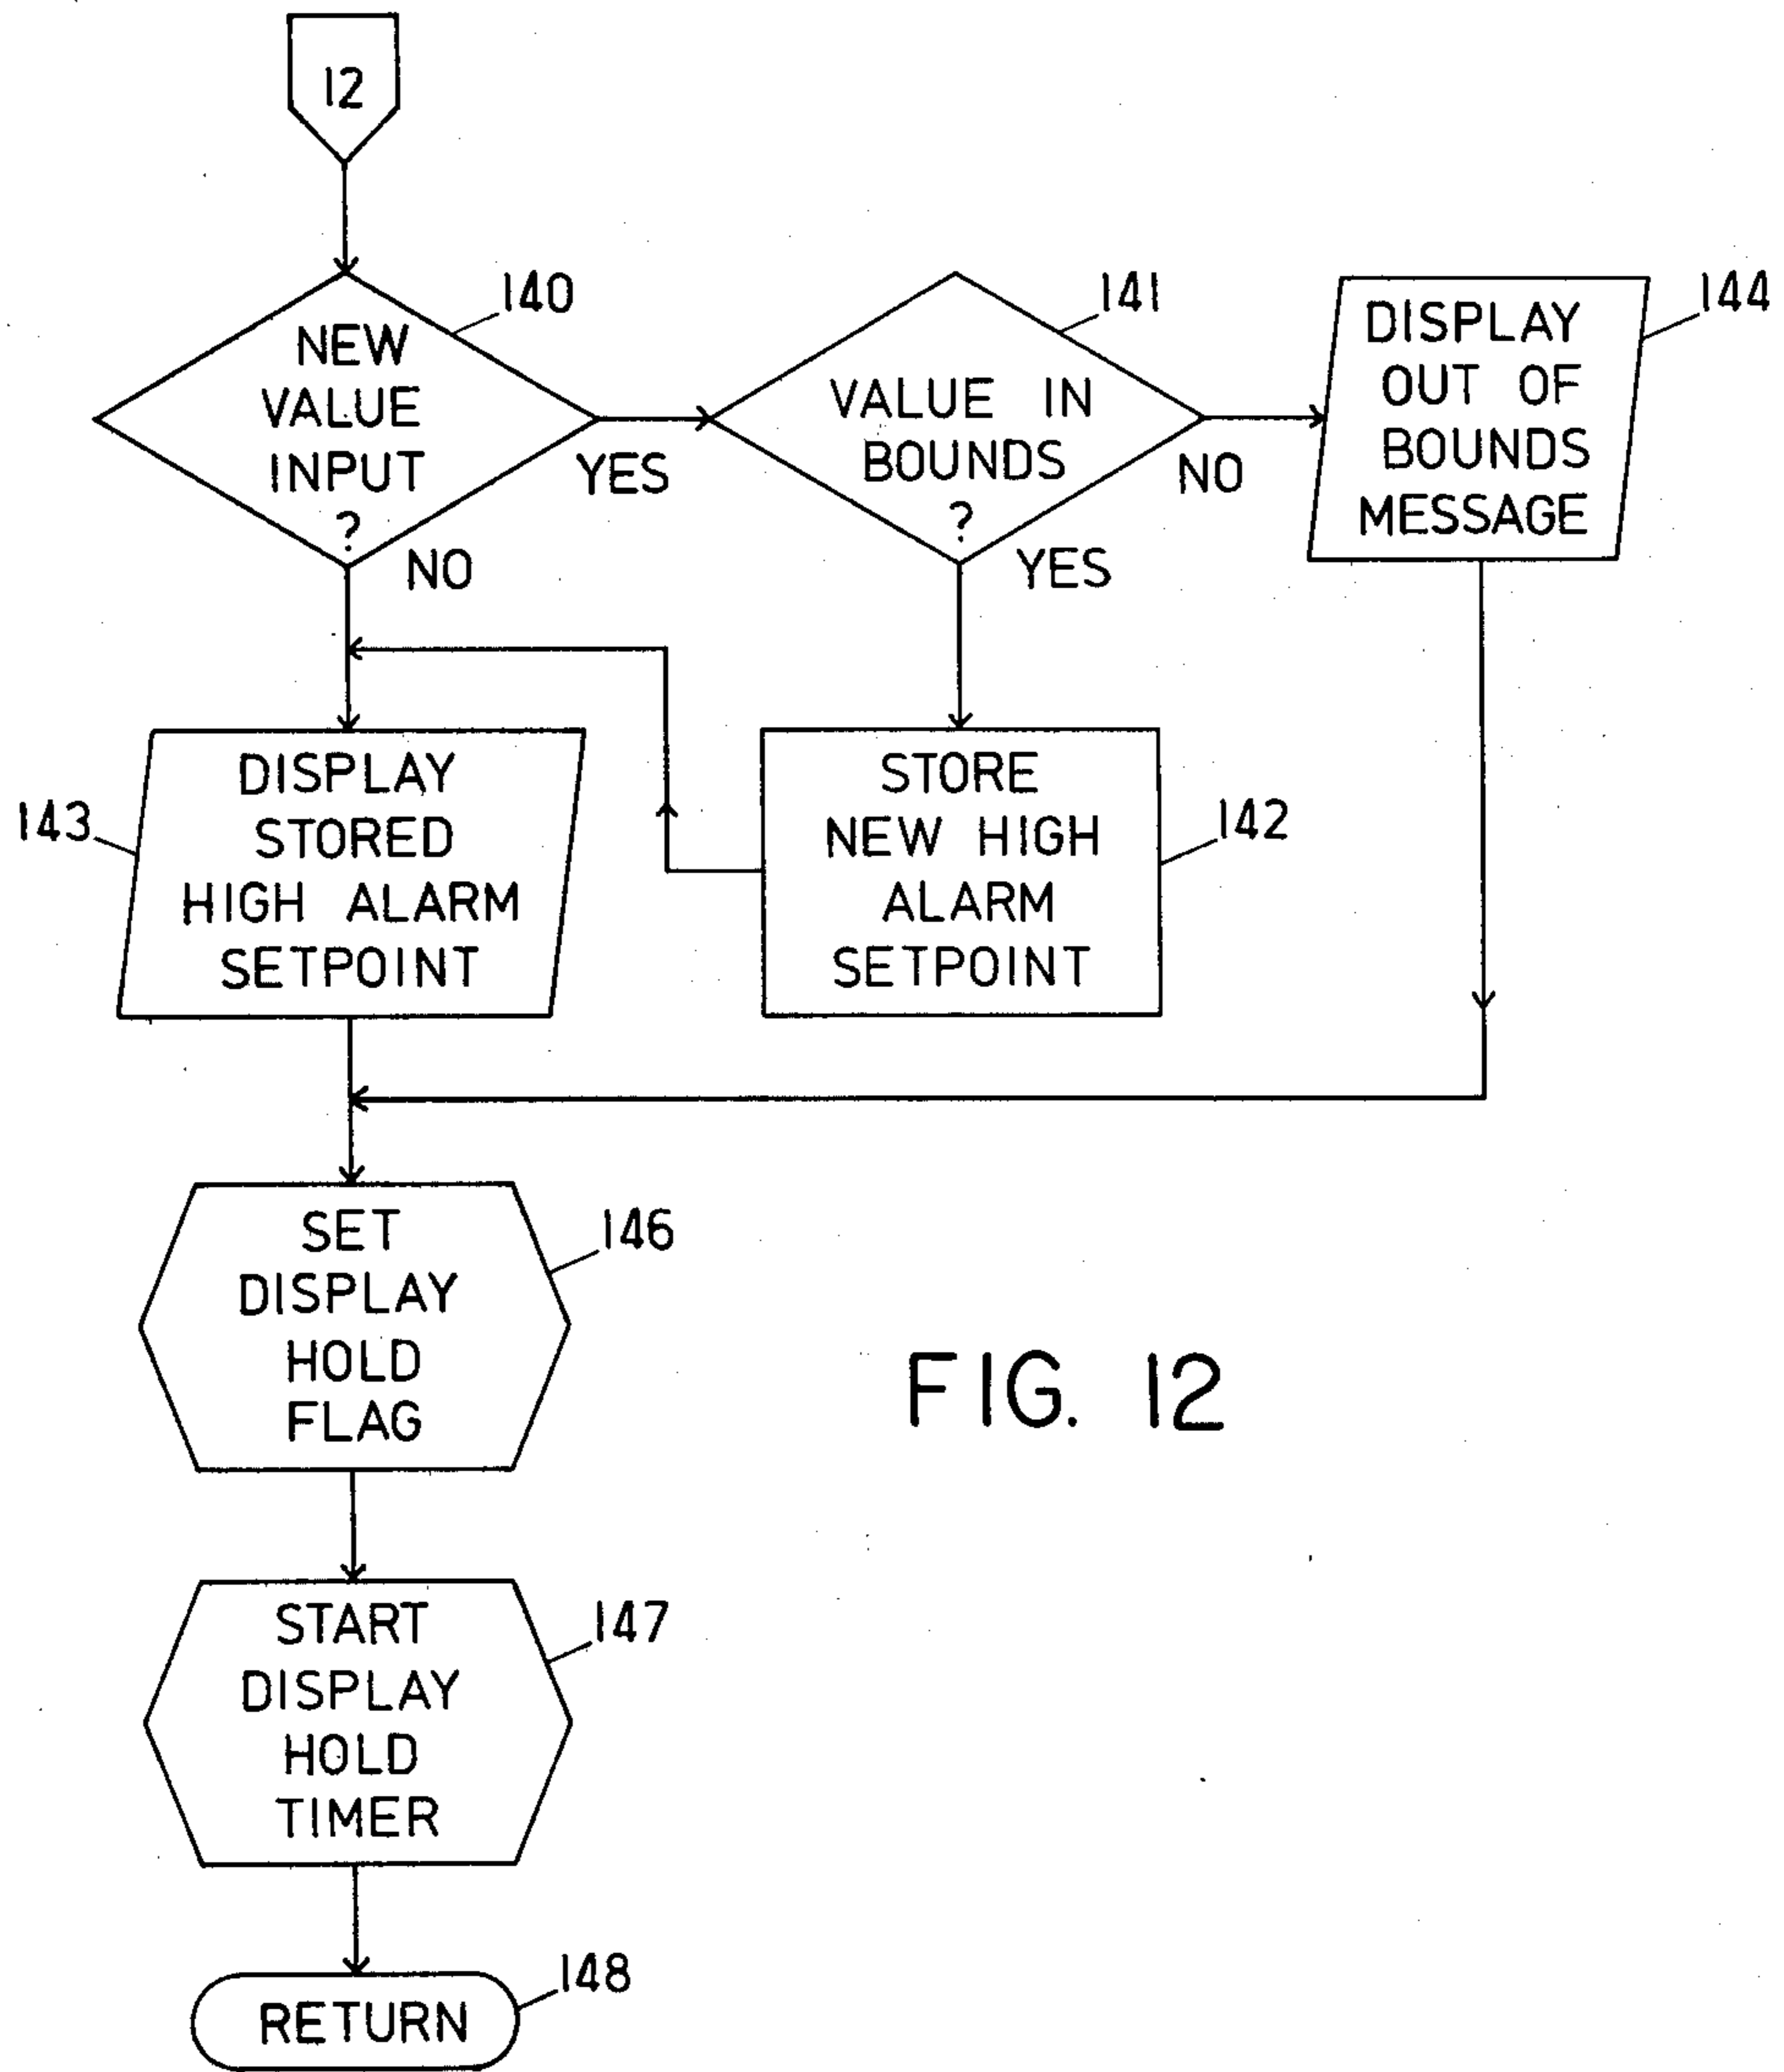 12
140
NEW
VALUE
INPUT
?
YES
NO
141
VALUE IN
BOUNDS
?
NO
YES
144
DISPLAY
OUT OF
BOUNDS
MESSAGE
143
DISPLAY
STORED
HIGH ALARM
SETPOINT
142
STORE
NEW HIGH
ALARM
SETPOINT
146
SET
DISPLAY
HOLD
FLAG
FIG. 12
147
START
DISPLAY
HOLD
TIMER
148
RETURN